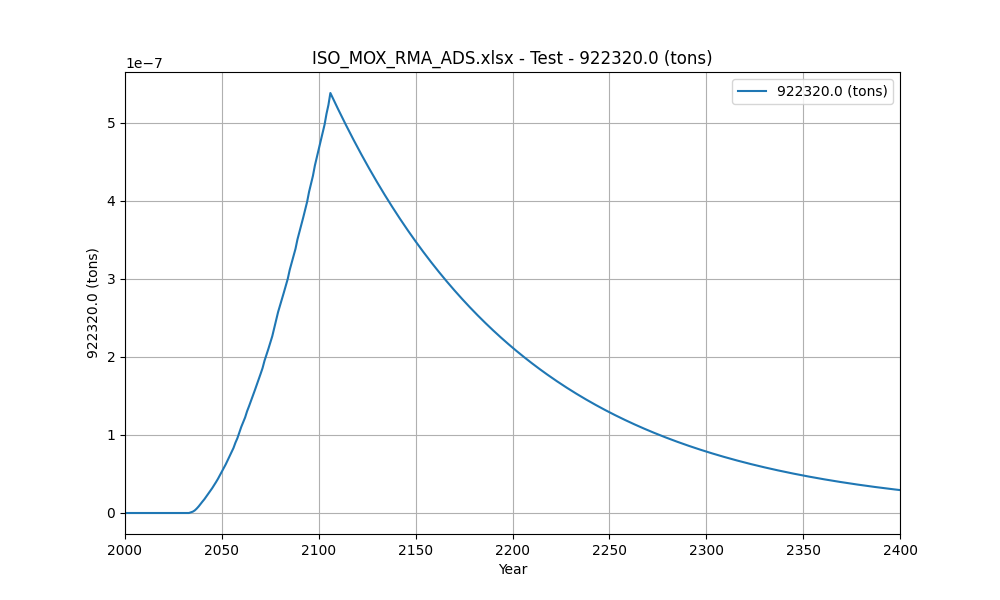 ISO_MOX_RMA_ADS.xlsx - Test - 922320.0 (tons)
1e−7
922320.0 (tons)
5
4
3
2
1
0
922320.0 (tons)
2000 2050 2100 2150 2200 2250 2300 2350 2400
Year